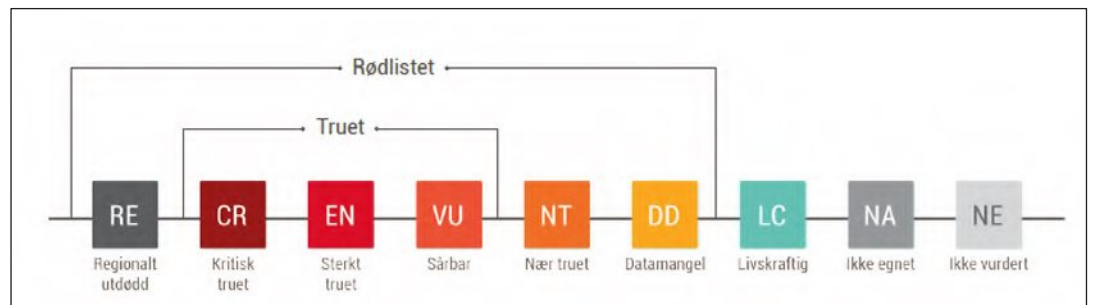 Rødlistet
Truet
RE CR EN VU NT DD LC NA NE
Regionalt utdødd
Kritisk truet
Sterkt truet
Sårbar
Nær truet
Datamangel
Livskraftig
Ikke egnet
Ikke vurdert